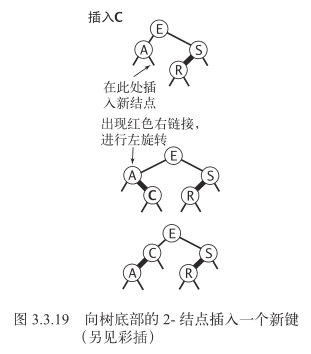 插入C
E
A S
R
在此处插
入新结点
出现红色右链接，
进行左旋转
E
A S
C R
E
C S
A R
图 3.3.19 向树底部的 2- 结点插入一个新键
（另见彩插）